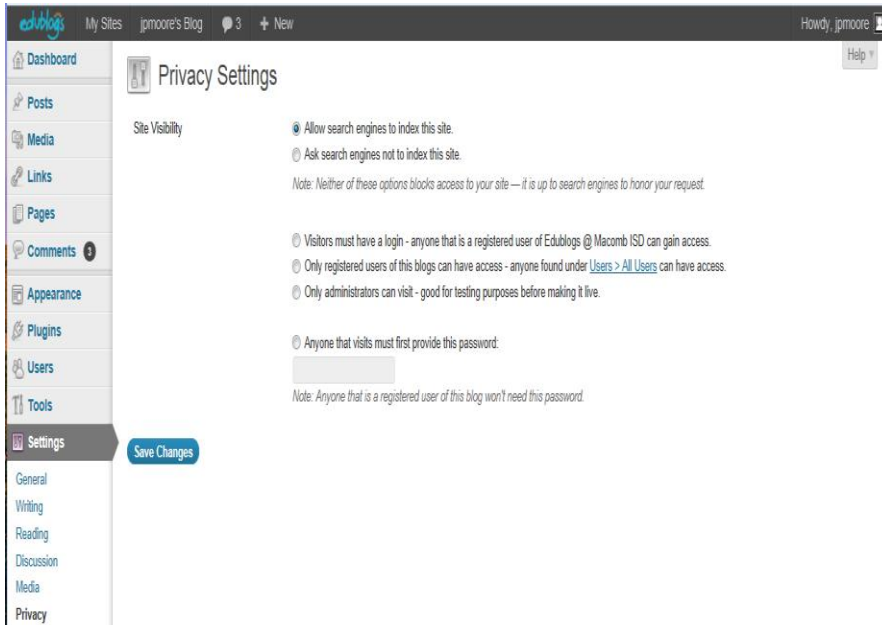 edublogs My Sites jpmoore's Blog 3 + New Howdy, jpmoore
Help
Dashboard
Posts
Media
Links
Pages
Comments 3
Appearance
Plugins
Users
Tools
Settings
General
Writing
Reading
Discussion
Media
Privacy
Privacy Settings
Site Visibility
Allow search engines to index this site.
Ask search engines not to index this site.
Note: Neither of these options blocks access to your site — it is up to search engines to honor your request.
Visitors must have a login - anyone that is a registered user of Edublogs @ Macomb ISD can gain access.
Only registered users of this blogs can have access - anyone found under Users > All Users can have access.
Only administrators can visit - good for testing purposes before making it live.
Anyone that visits must first provide this password:
Note: Anyone that is a registered user of this blog won't need this password.
Save Changes